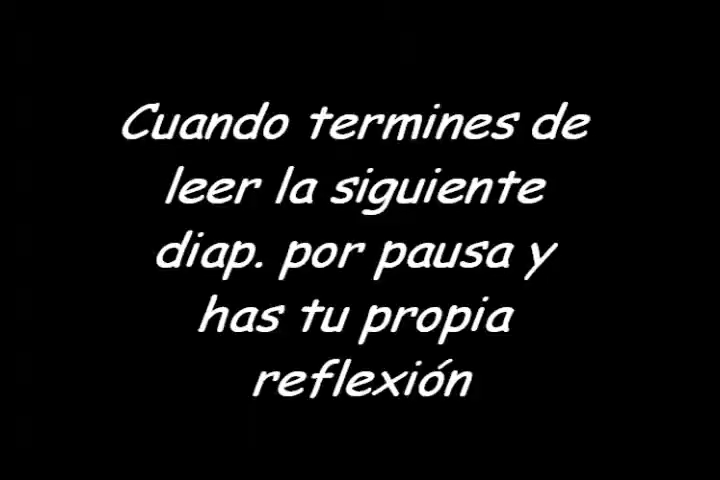 Cuando termines de
leer la siguiente
diap. por pausa y
has tu propia
reflexión